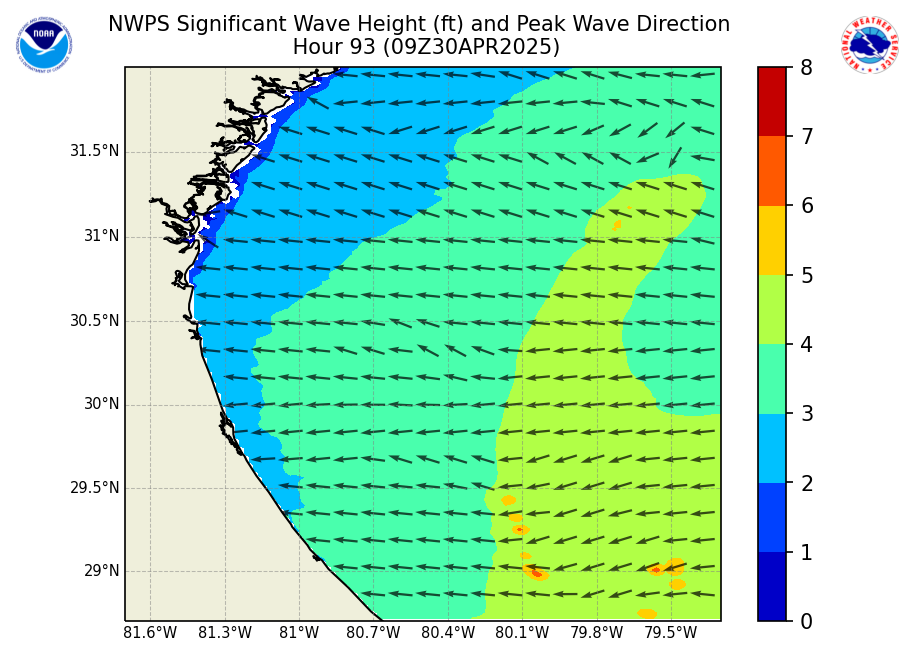 NWPS Significant Wave Height (ft) and Peak Wave Direction
Hour 93 (09Z30APR2025)
NOAA
NATIONAL WEATHER SERVICE
31.5°N
31°N
30.5°N
30°N
29.5°N
29°N
81.6°W 81.3°W 81°W 80.7°W 80.4°W 80.1°W 79.8°W 79.5°W
8
7
6
5
4
3
2
1
0